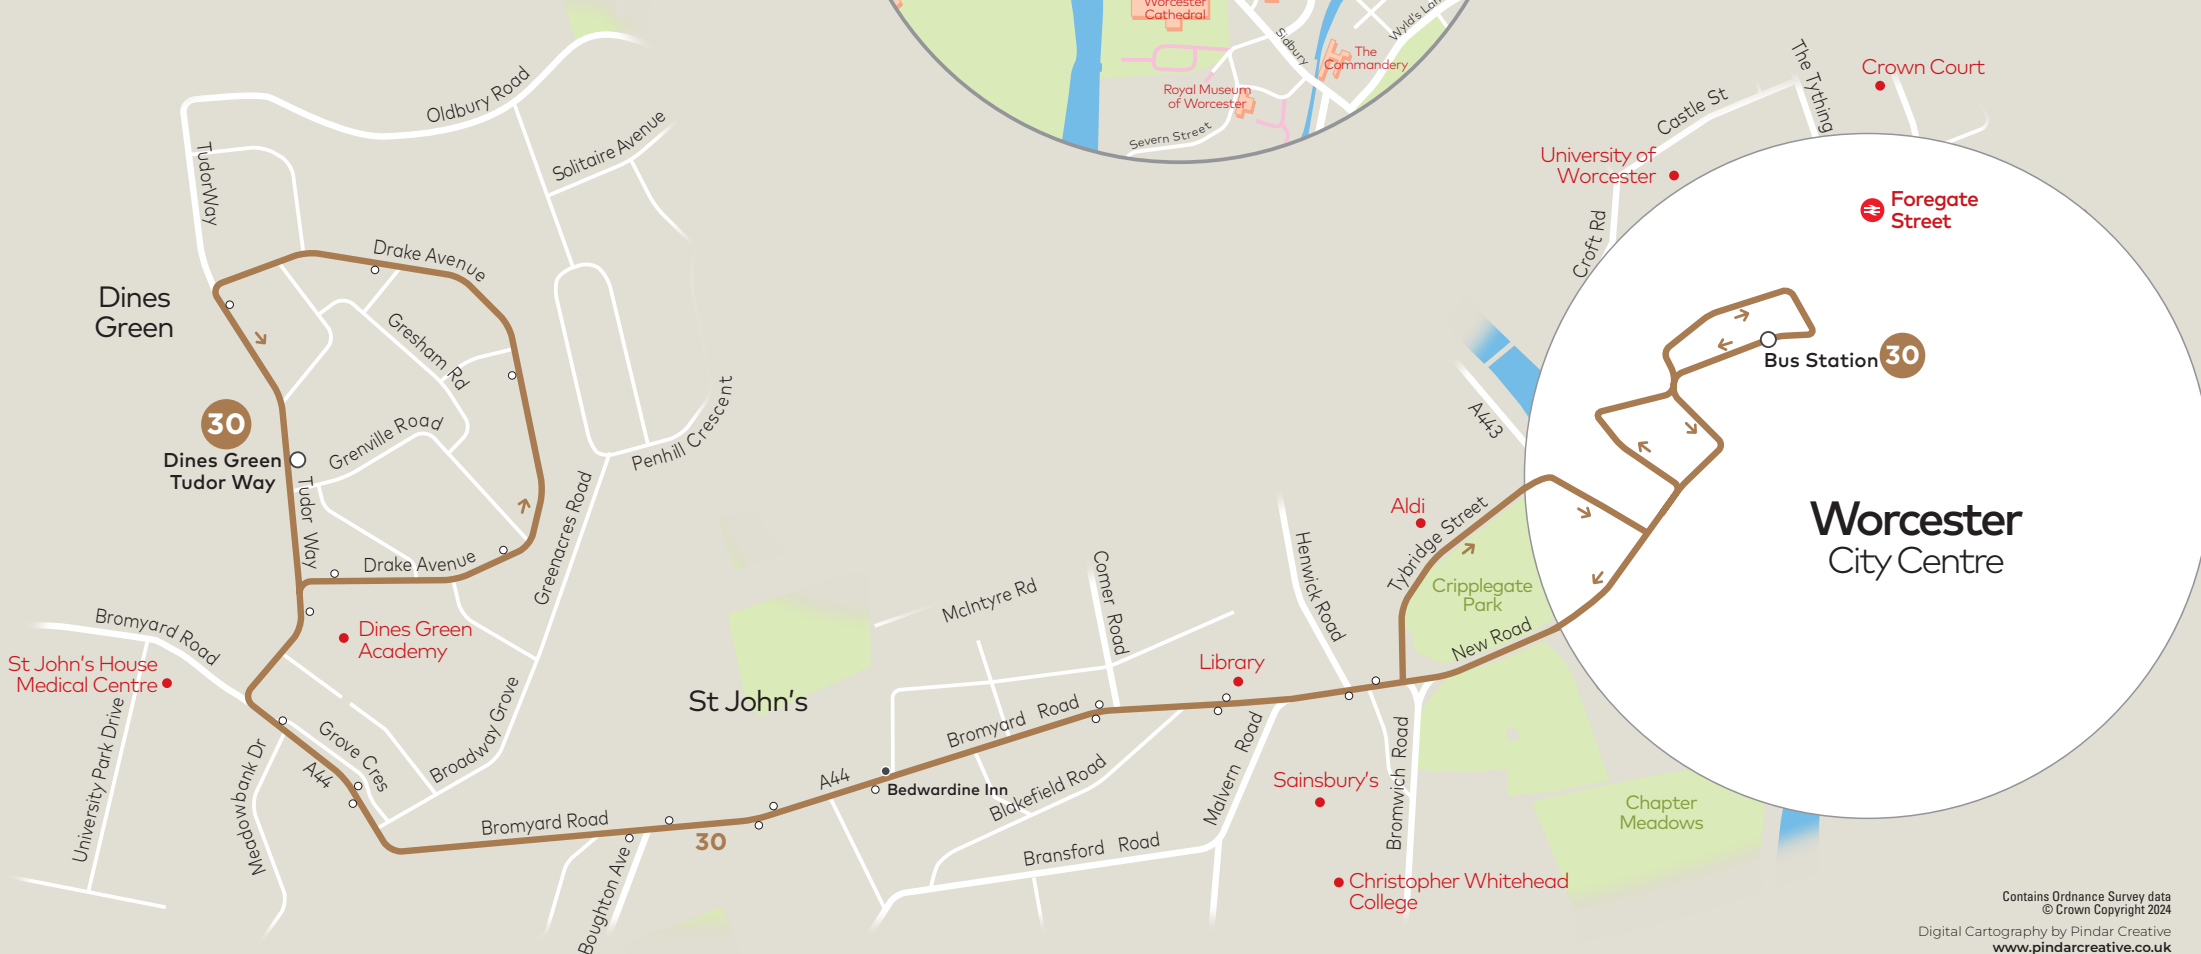 Worcester
Cathedral
Sidbury
Wyld's Lan
The
Commandery
Royal Museum
of Worcester
Severn Street
Oldbury Road
Solitaire Avenue
TudorWay
Drake Avenue
Dines
Green
Gresham Rd
Grenville Road
30
Dines Green
Tudor Way
Tudor Way
Drake Avenue
Penhill Crescent
Greenacres Road
Bromyard Road
St John's House
Medical Centre
Dines Green
Academy
University Park Drive
Meadowbank Dr
A44
Grove Cres
Broadway Grove
Bromyard Road
30
Boughton Ave
St John's
McIntyre Rd
Comer Road
A44
Bedwardine Inn
Bromyard Road
Blakefield Road
Bransford Road
Malvern Road
Library
Henwick Road
Aldi
Tybridge Street
Cripplegate
Park
New Road
Bromwich Road
Sainsbury's
Christopher Whitehead
College
Chapter
Meadows
A443
Croft Rd
University of
Worcester
Castle St
The Tything
Crown Court
Foregate
Street
Bus Station 30
Worcester
City Centre
Contains Ordnance Survey data
© Crown Copyright 2024
Digital Cartography by Pindar Creative
www.pindarcreative.co.uk